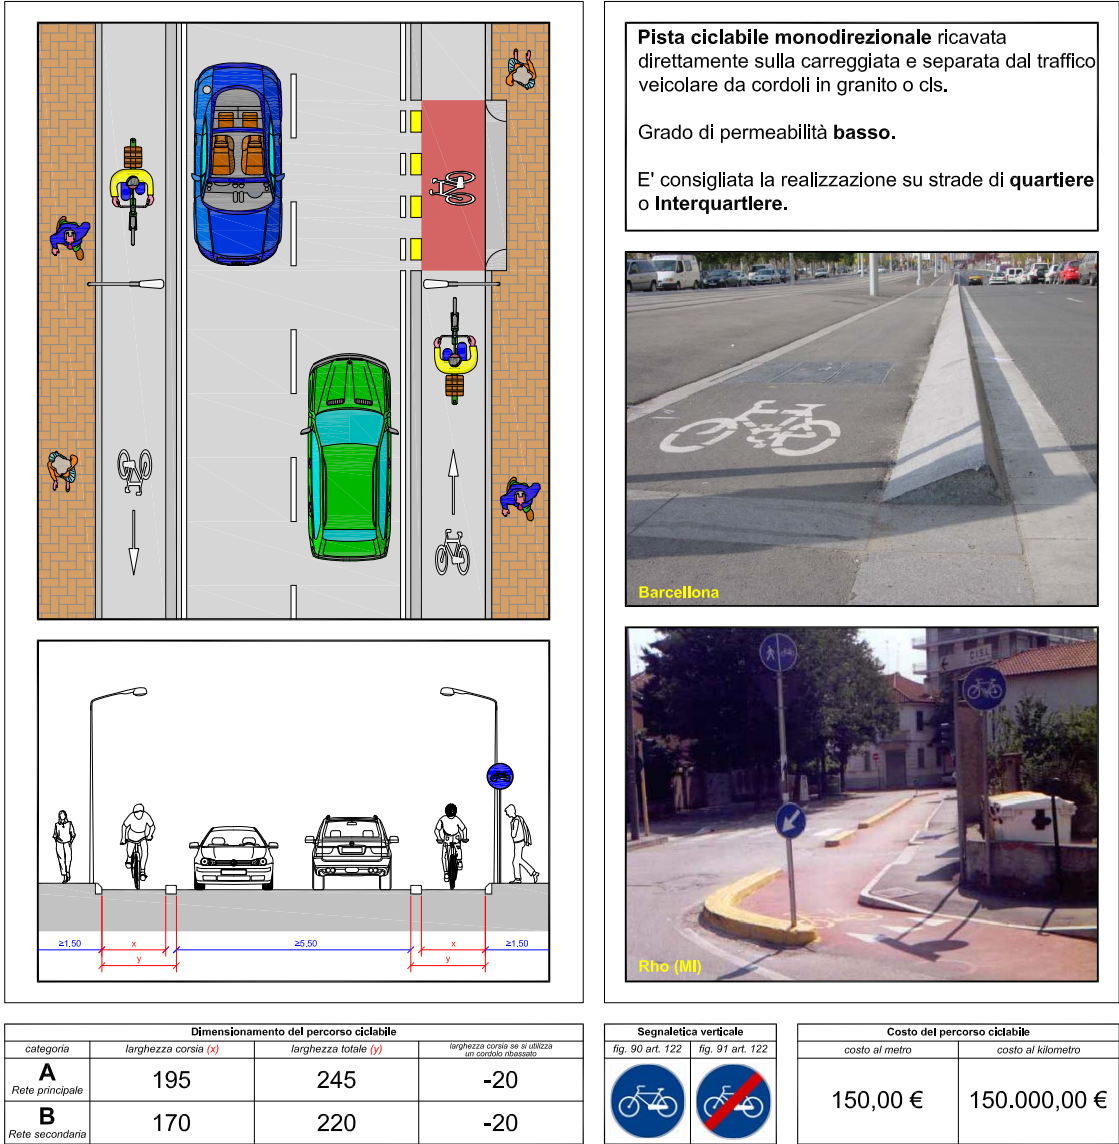 Pista ciclabile monodirezionale ricavata
direttamente sulla carreggiata e separata dal traffico
veicolare da cordoli in granito o cls.
Grado di permeabilità basso.
E' consigliata la realizzazione su strade di quartiere
o Interquartiere.
Barcellona
C.I.S.L.
Rho (MI)
≥1,50 x ≥5,50 x ≥1,50
y y
Dimensionamento del percorso ciclabile
categoria larghezza corsia (x) larghezza totale (y) larghezza corsia se si utilizza
un cordolo ribassato
A
Rete principale 195 245 -20
B
Rete secondaria 170 220 -20
Segnaletica verticale
fig. 90 art. 122 fig. 91 art. 122
Costo del percorso ciclabile
costo al metro costo al kilometro
150,00 € 150.000,00 €